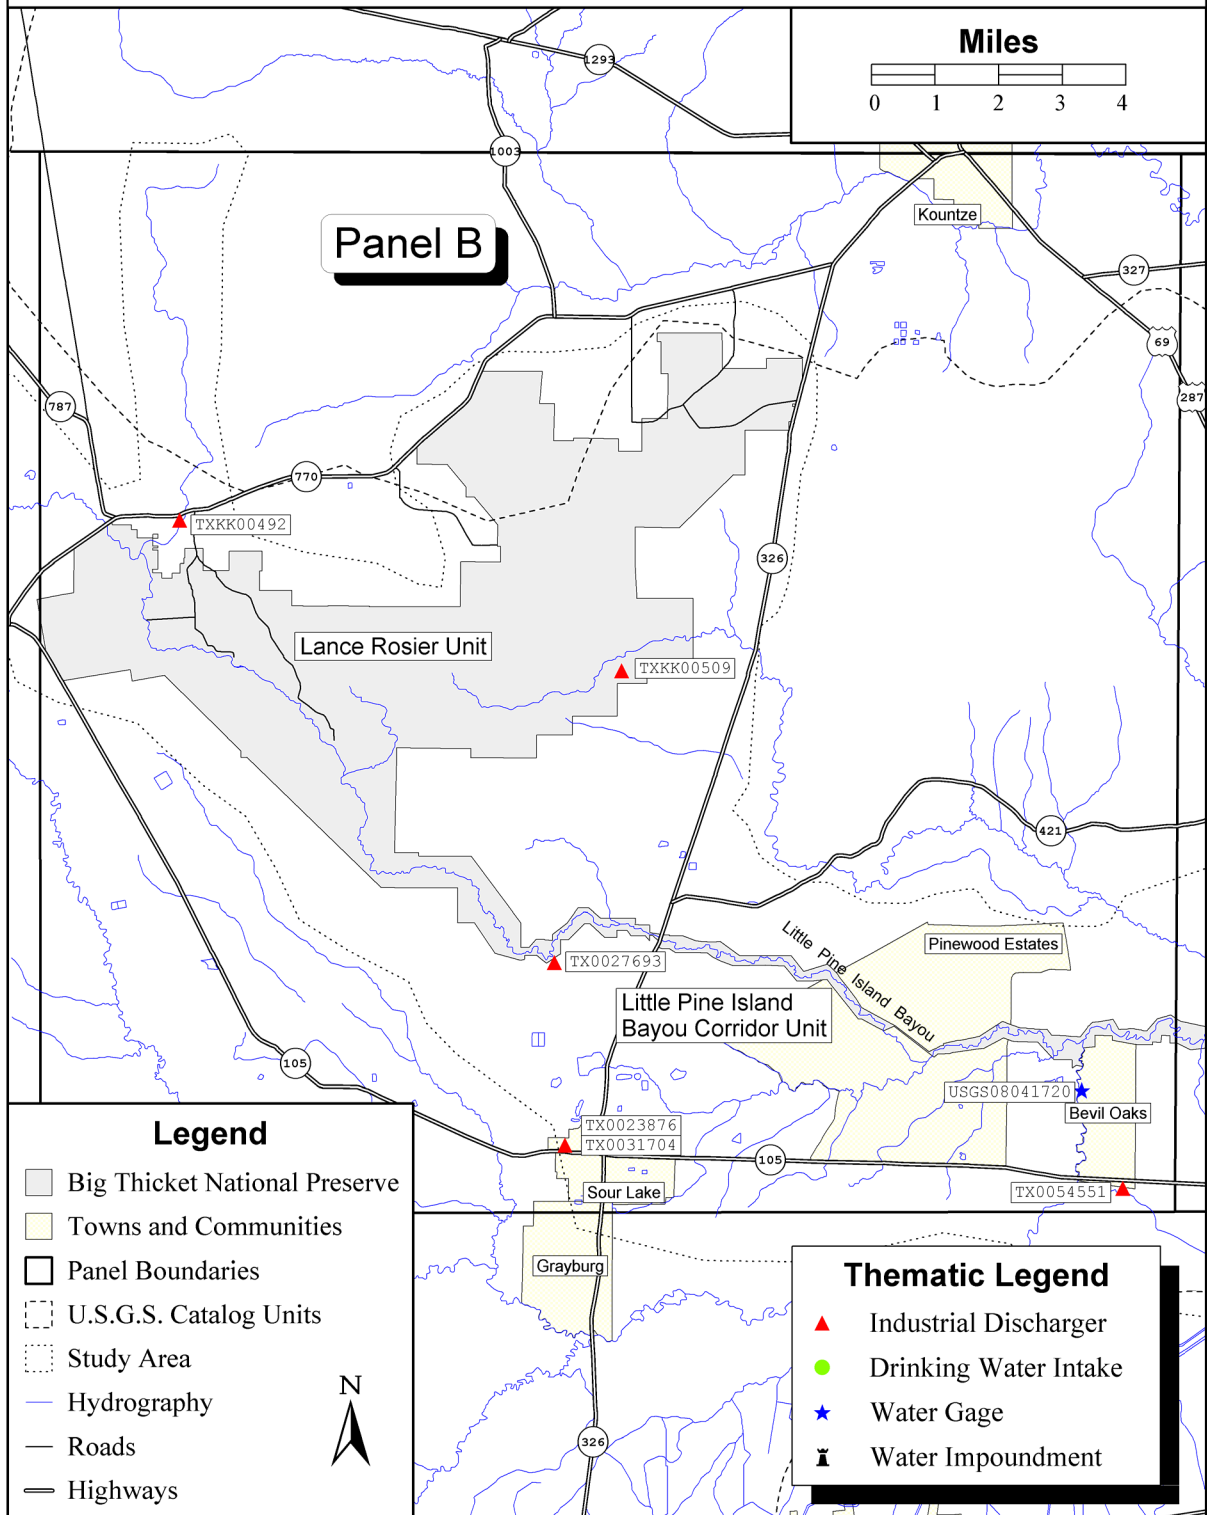 1293
Miles
0 1 2 3 4
1003
Kountze
Panel B
327
69
287
787
770
TXKK00492
326
Lance Rosier Unit
TXKK00509
421
Little Pine Island Bayou
Pinewood Estates
TX0027693
Little Pine Island
Bayou Corridor Unit
105
USGS08041720
Bevil Oaks
TX0023876
TX0031704
105
Sour Lake
TX0054551
Grayburg
326
Legend
Big Thicket National Preserve
Towns and Communities
Panel Boundaries
U.S.G.S. Catalog Units
Study Area
Hydrography
Roads
Highways
N
Thematic Legend
Industrial Discharger
Drinking Water Intake
Water Gage
Water Impoundment